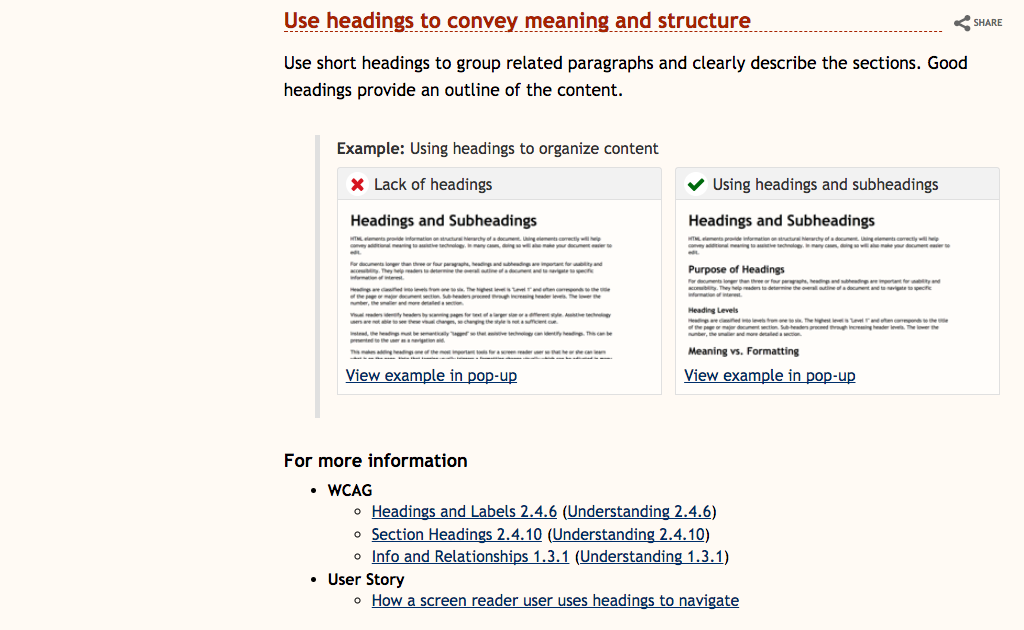 Use headings to convey meaning and structure
SHARE
Use short headings to group related paragraphs and clearly describe the sections. Good
headings provide an outline of the content.
Example: Using headings to organize content
Lack of headings
Headings and Subheadings
HTML elements provide information on structural hierarchy of a document. Using elements correctly will help
convey additional meaning to assistive technology. In many cases, doing so will also make your document easier to
edit.
For documents longer than three or four paragraphs, headings and subheadings are important for usability and
accessibility. They help readers to determine the overall outline of a document and to navigate to specific
information of interest.
Headings are classified into levels from one to six. The highest level is "Level 1" and often corresponds to the title
of the page or major document section. Sub-headers proceed through increasing header levels. The lower the
number, the smaller and more detailed a section.
Visual readers identify headers by scanning pages for text of a larger size or a different style. Assistive technology
users are not able to see these visual changes, so changing the style is not a sufficient cue.
Instead, the headings must be semantically "tagged" so that assistive technology can identify headings. This can be
presented to the user as a navigation aid.
This makes adding headings one of the most important tools for a screen reader user so that he or she can learn
View example in pop-up
Using headings and subheadings
Headings and Subheadings
HTML elements provide information on structural hierarchy of a document. Using elements correctly will help
convey additional meaning to assistive technology. In many cases, doing so will also make your document easier to
edit.
Purpose of Headings
For documents longer than three or four paragraphs, headings and subheadings are important for usability and
accessibility. They help readers to determine the overall outline of a document and to navigate to specific
information of interest.
Heading Levels
Headings are classified into levels from one to six. The highest level is "Level 1" and often corresponds to the title
of the page or major document section. Sub-headers proceed through increasing header levels. The lower the
number, the smaller and more detailed a section.
Meaning vs. Formatting
View example in pop-up
For more information
• WCAG
Headings and Labels 2.4.6 (Understanding 2.4.6)
Section Headings 2.4.10 (Understanding 2.4.10)
Info and Relationships 1.3.1 (Understanding 1.3.1)
• User Story
How a screen reader user uses headings to navigate